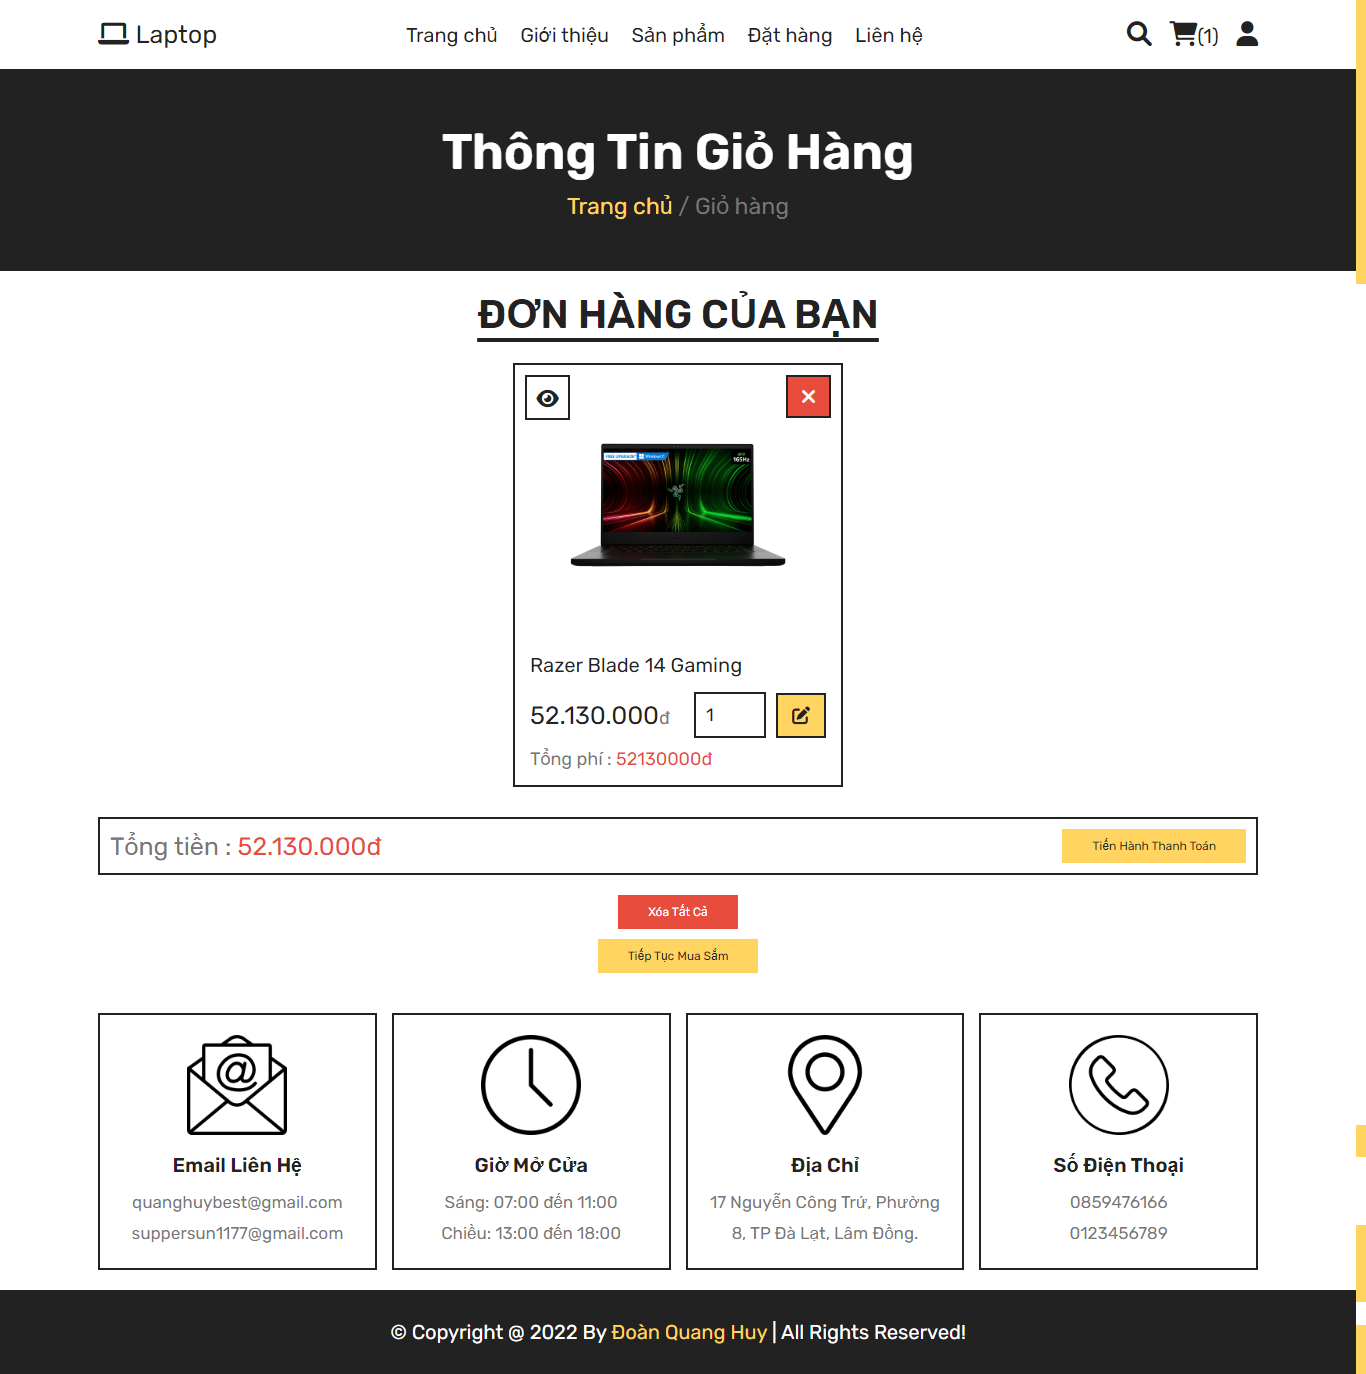 Laptop
Trang chủ Giới thiệu Sản phẩm Đặt hàng Liên hệ
(1)
Thông Tin Giỏ Hàng
Trang chủ / Giỏ hàng
ĐƠN HÀNG CỦA BẠN
165Hz
Razer Blade 14 Gaming
52.130.000đ
1
Tổng phí : 52130000đ
Tổng tiền : 52.130.000đ
Tiến Hành Thanh Toán
Xóa Tất Cả
Tiếp Tục Mua Sắm
Email Liên Hệ
quanghuybest@gmail.com
suppersun1177@gmail.com
Giờ Mở Cửa
Sáng: 07:00 đến 11:00
Chiều: 13:00 đến 18:00
Địa Chỉ
17 Nguyễn Công Trứ, Phường
8, TP Đà Lạt, Lâm Đồng.
Số Điện Thoại
0859476166
0123456789
© Copyright @ 2022 By Đoàn Quang Huy | All Rights Reserved!